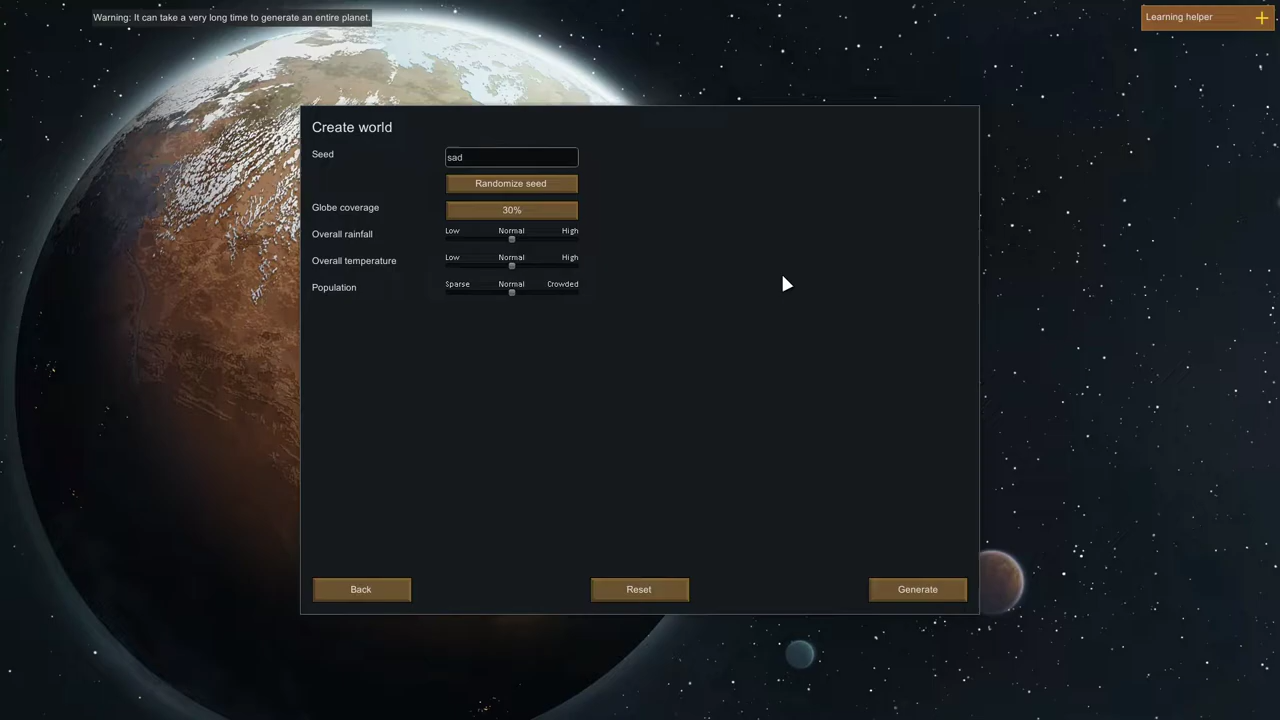 Warning: It can take a very long time to generate an entire planet.
Learning helper
Create world
Seed
sad
Randomize seed
Globe coverage
30%
Overall rainfall
Low Normal High
Overall temperature
Low Normal High
Population
Sparse Normal Crowded
Back
Reset
Generate